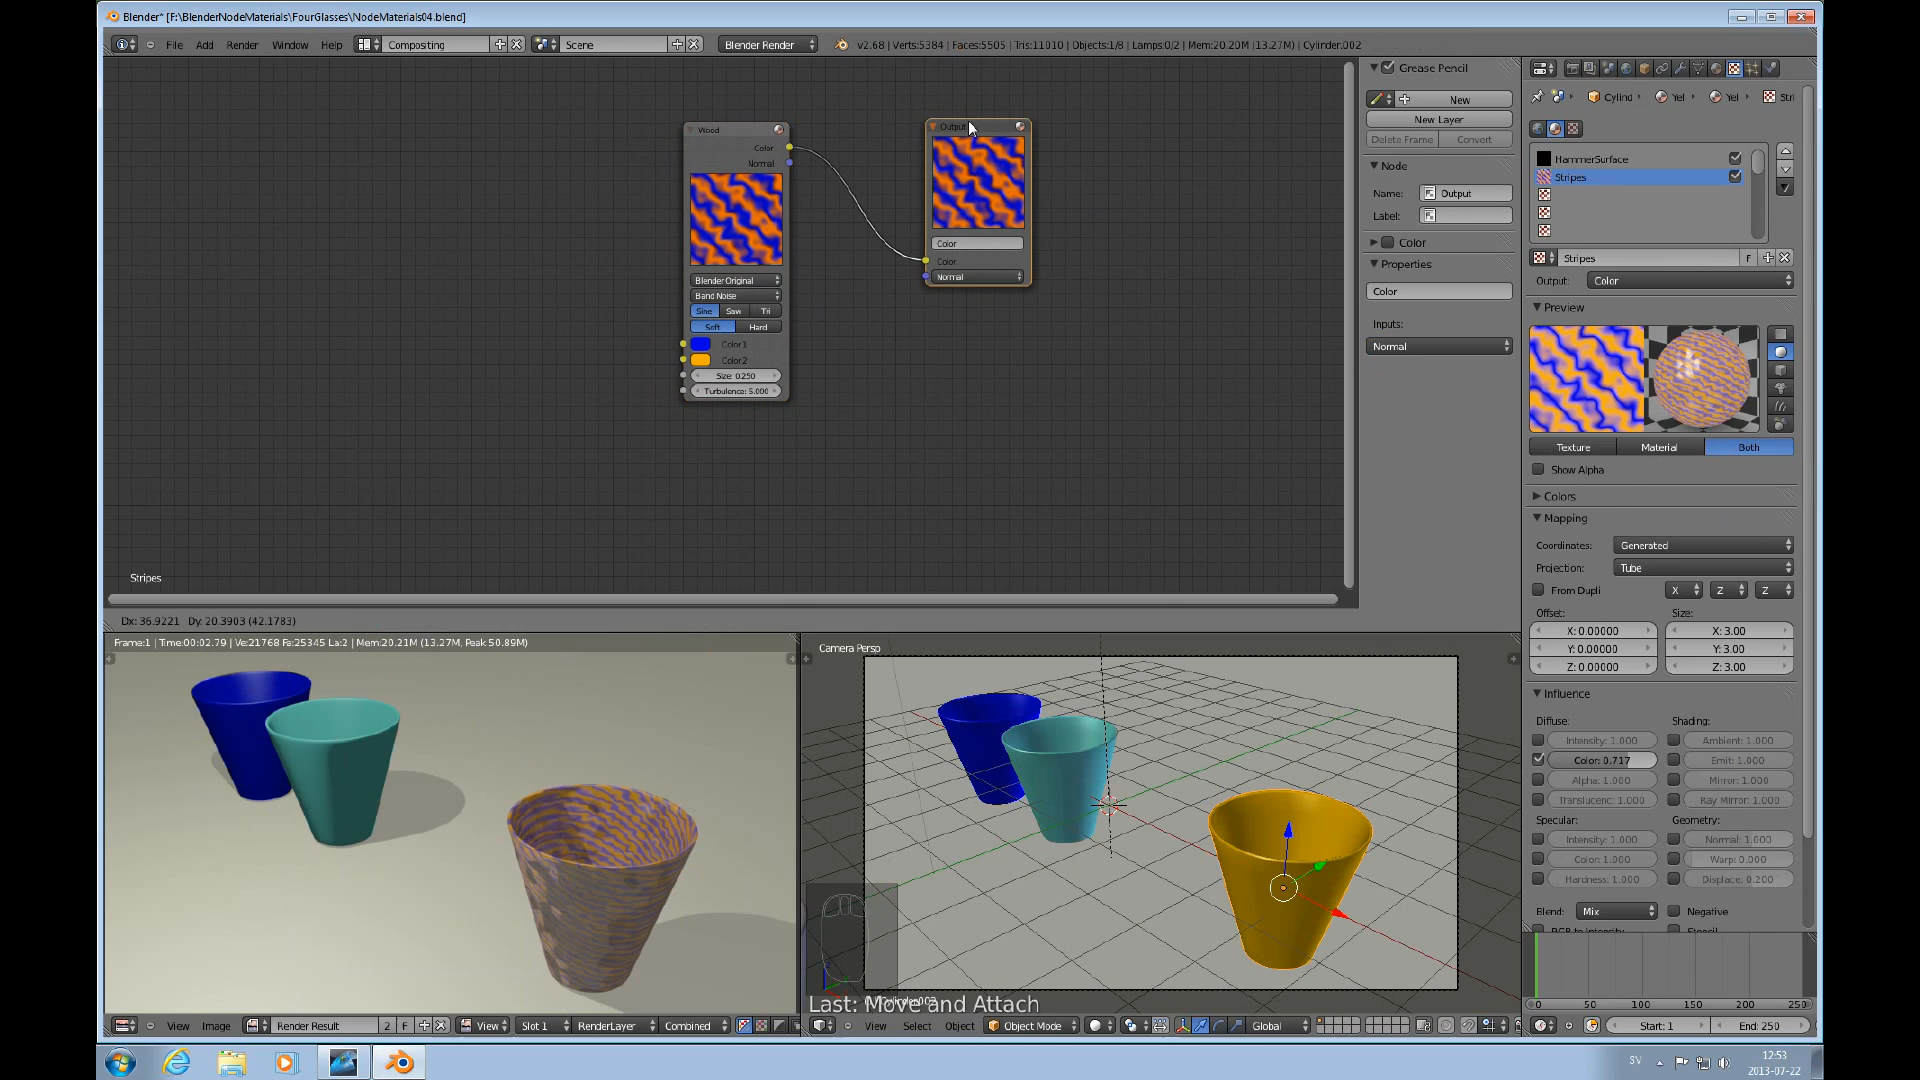 Blender* [F:\BlenderNodeMaterials\FourGlasses\NodeMaterials04.blend]
File Add Render Window Help Compositing Scene Blender Render v2.68 | Verts:5384 | Faces:5505 | Tris:11010 | Objects:1/8 | Lamps:0/2 | Mem:20.20M (13.27M) | Cylinder.002
Wood
Color
Normal
Blender Original
Band Noise
Sine Saw Tri
Soft Hard
Color1
Color2
Size: 0.250
Turbulence: 5.000
Output
Color
Color
Normal
Stripes
Dx: 36.9221 Dy: 20.3903 (42.1783)
Grease Pencil
New
New Layer
Delete Frame Convert
Node
Name: Output
Label:
Color
Properties
Color
Inputs:
Normal
Cylind Yel Yel Stri
HammerSurface
Stripes
Stripes F
Output: Color
Preview
Texture Material Both
Show Alpha
Colors
Mapping
Coordinates: Generated
Projection: Tube
From Dupli X Z Z
Offset: Size:
X: 0.00000 X: 3.00
Y: 0.00000 Y: 3.00
Z: 0.00000 Z: 3.00
Influence
Diffuse: Shading:
Intensity: 1.000 Ambient: 1.000
Color: 0.717 Emit: 1.000
Alpha: 1.000 Mirror: 1.000
Translucenc: 1.000 Ray Mirror: 1.000
Specular: Geometry:
Intensity: 1.000 Normal: 1.000
Color: 1.000 Warp: 0.000
Hardness: 1.000 Displace: 0.200
Blend: Mix Negative
RGB to Intensity Stencil
0 50 100 150 200 250
Start: 1 End: 250
Frame:1 | Time:00:02.79 | Ve:21768 Fa:25345 La:2 | Mem:20.21M (13.27M, Peak 50.89M)
View Image Render Result 2 F View Slot 1 RenderLayer Combined
Camera Persp
Last: Move and Attach
View Select Object Object Mode Global
SV
12:53
2013-07-22